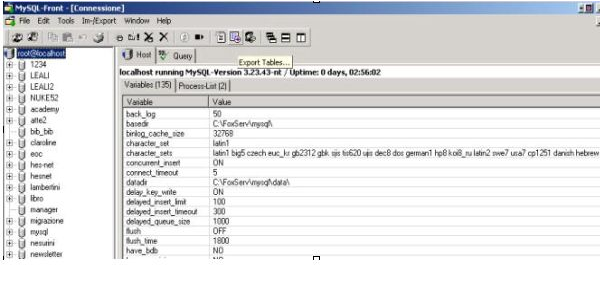 MySQL-Front - [Connessione]
File Edit Tools Im-/Export Window Help
root@localhost
1234
LEALI
LEALI2
NUKE52
academy
atte2
bib_bib
claroline
eoc
hes-net
hesnet
lambertini
libro
manager
migrazione
mysql
nesurini
newsletter
Host Query
Export Tables...
localhost running MySQL-Version 3.23.43-nt / Uptime: 0 days, 02:56:02
Variables (135) Process-List (2)
Variable Value
back_log 50
basedir C:\FoxServ\mysql\
binlog_cache_size 32768
character_set latin1
character_sets latin1 big5 czech euc_kr gb2312 gbk sjis tis620 ujis dec8 dos german1 hp8 koi8_ru latin2 swe7 usa7 cp1251 danish hebrew
concurrent_insert ON
connect_timeout 5
datadir C:\FoxServ\mysql\data\
delay_key_write ON
delayed_insert_limit 100
delayed_insert_timeout 300
delayed_queue_size 1000
flush OFF
flush_time 1800
have_bdb NO